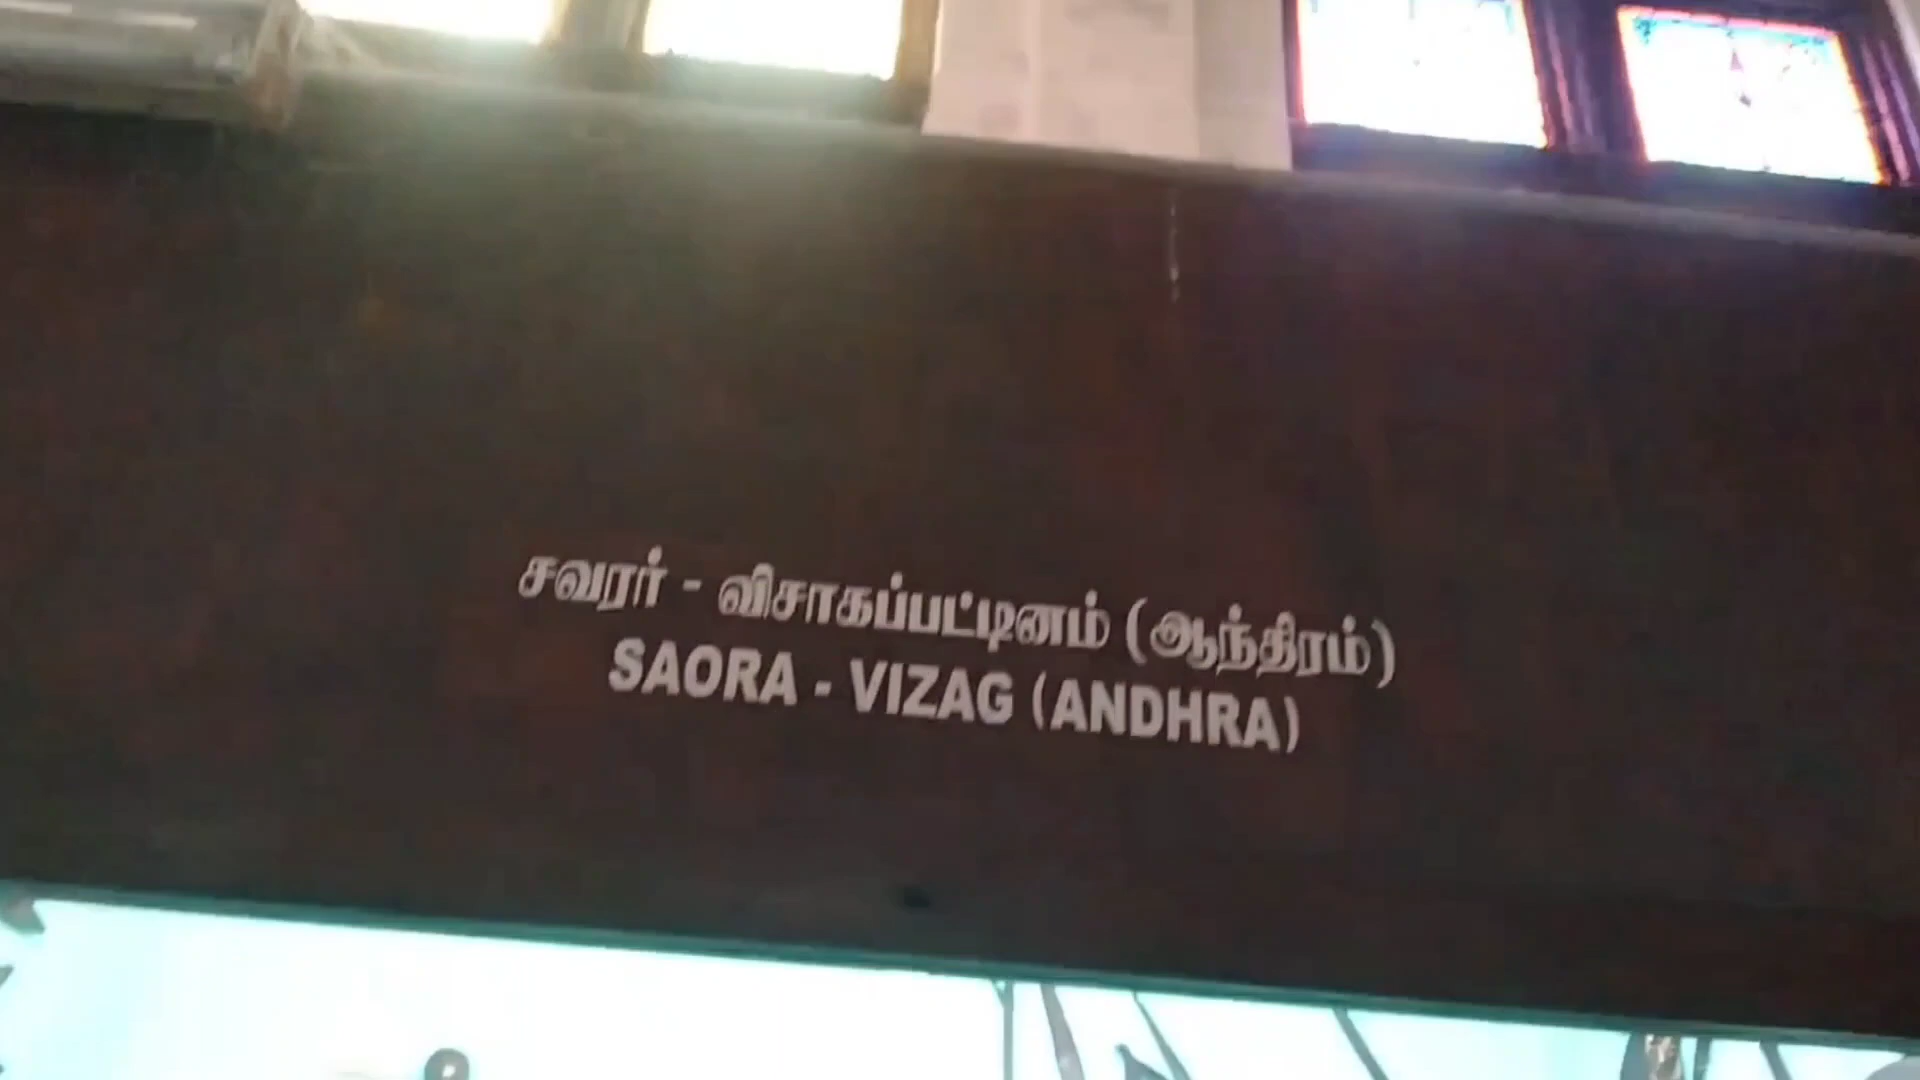 சவரர் - விசாகப்பட்டினம் (ஆந்திரம்)
SAORA - VIZAG (ANDHRA)